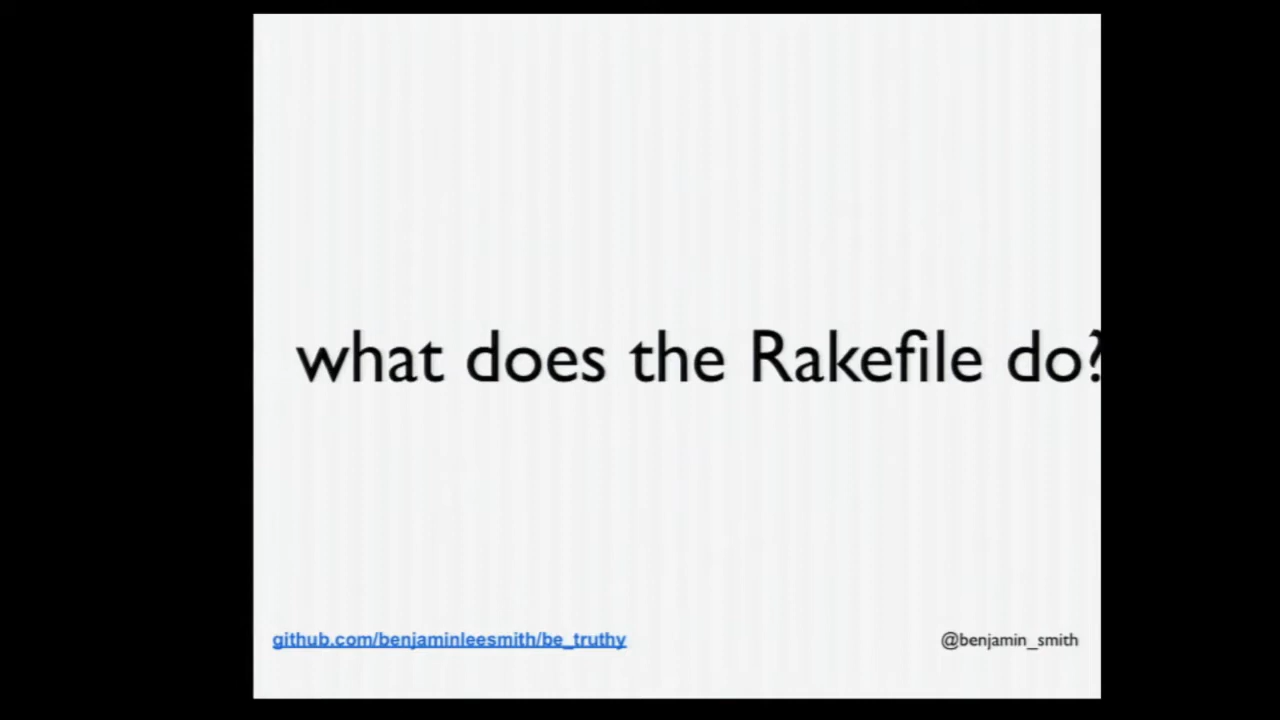 what does the Rakefile do?
github.com/benjaminleesmith/be_truthy
@benjamin_smith